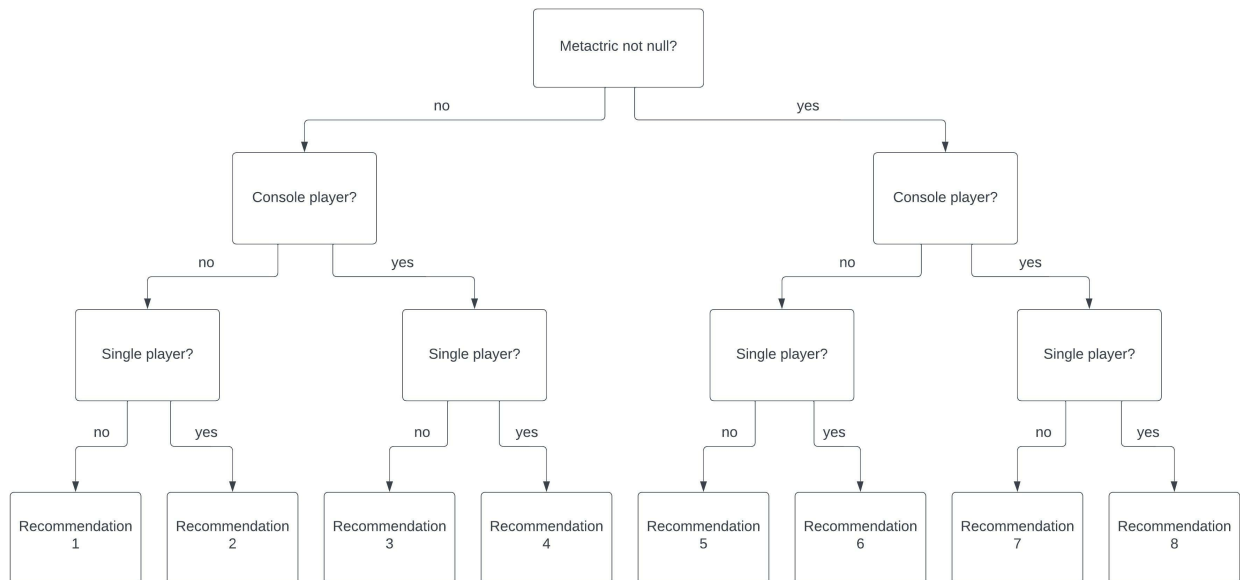 Metactric not null?
no
yes
Console player?
Console player?
no
yes
no
yes
Single player?
Single player?
Single player?
Single player?
no
yes
no
yes
no
yes
no
yes
Recommendation
1
Recommendation
2
Recommendation
3
Recommendation
4
Recommendation
5
Recommendation
6
Recommendation
7
Recommendation
8